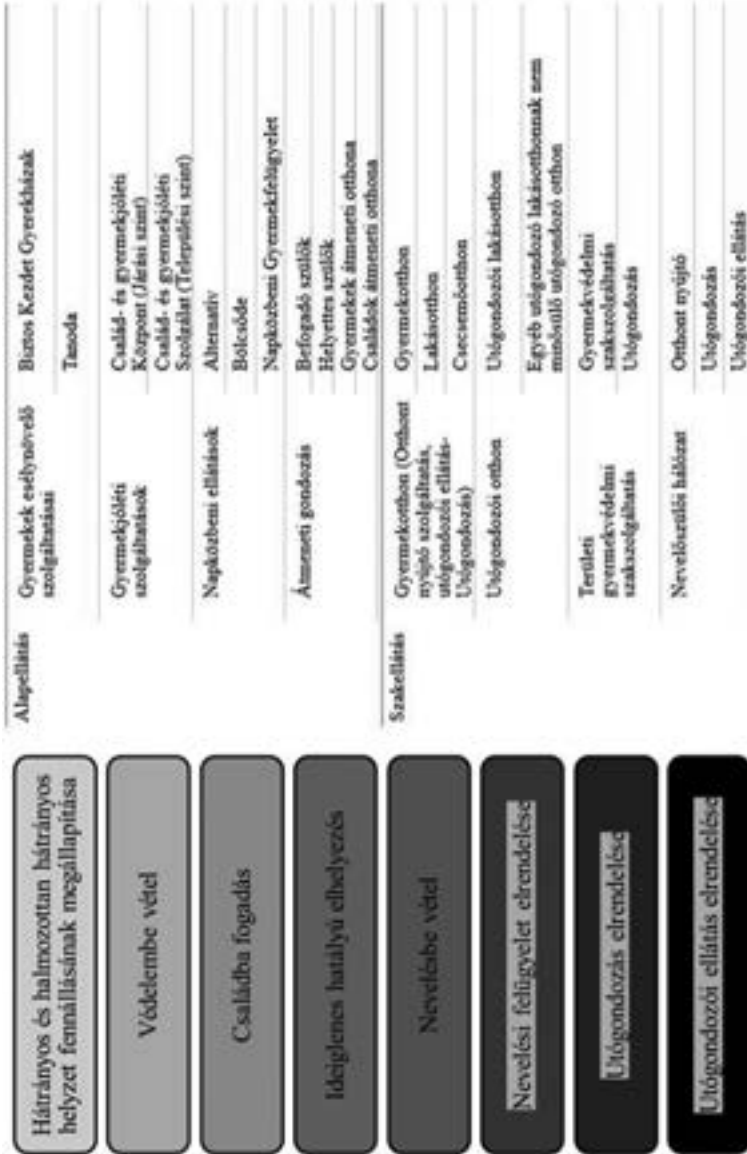 Hátrányos és halmozottan hátrányos
helyzet fennállásának megállapítása
Védelembe vétel
Családba fogadás
Ideiglenes hatályú elhelyezés
Nevelésbe vétel
Nevelési felügyelet elrendelése
Utógondozás elrendelése
Utógondozói ellátás elrendelése
Alapellátás
Gyermekek esélynövelő
szolgáltatásai
Biztos Kezdet Gyerekházak
Tanoda
Gyermekjóléti
szolgáltatások
Család- és gyermekjóléti
Központ (Járási szint)
Család- és gyermekjóléti
Szolgálat (Települési szint)
Napközbeni ellátások
Alternatív
Bölcsőde
Napközbeni Gyermekfelügyelet
Átmeneti gondozás
Befogadó szülők
Helyettes szülők
Gyermekek átmeneti otthona
Családok átmeneti otthona
Szakellátás
Gyermekotthon (Otthont
nyújtó szolgáltatás,
utógondozói ellátás-
Utógondozás)
Gyermekotthon
Lakásotthon
Csecsemőotthon
Utógondozói otthon
Utógondozói lakásotthon
Egyéb utógondozó lakásotthonnak nem
minősülő utógondozó otthon
Területi
gyermekvédelmi
szakszolgáltatás
Gyermekvédelmi
szakszolgáltatás
Utógondozás
Nevelőszülői hálózat
Otthont nyújtó
Utógondozás
Utógondozói ellátás